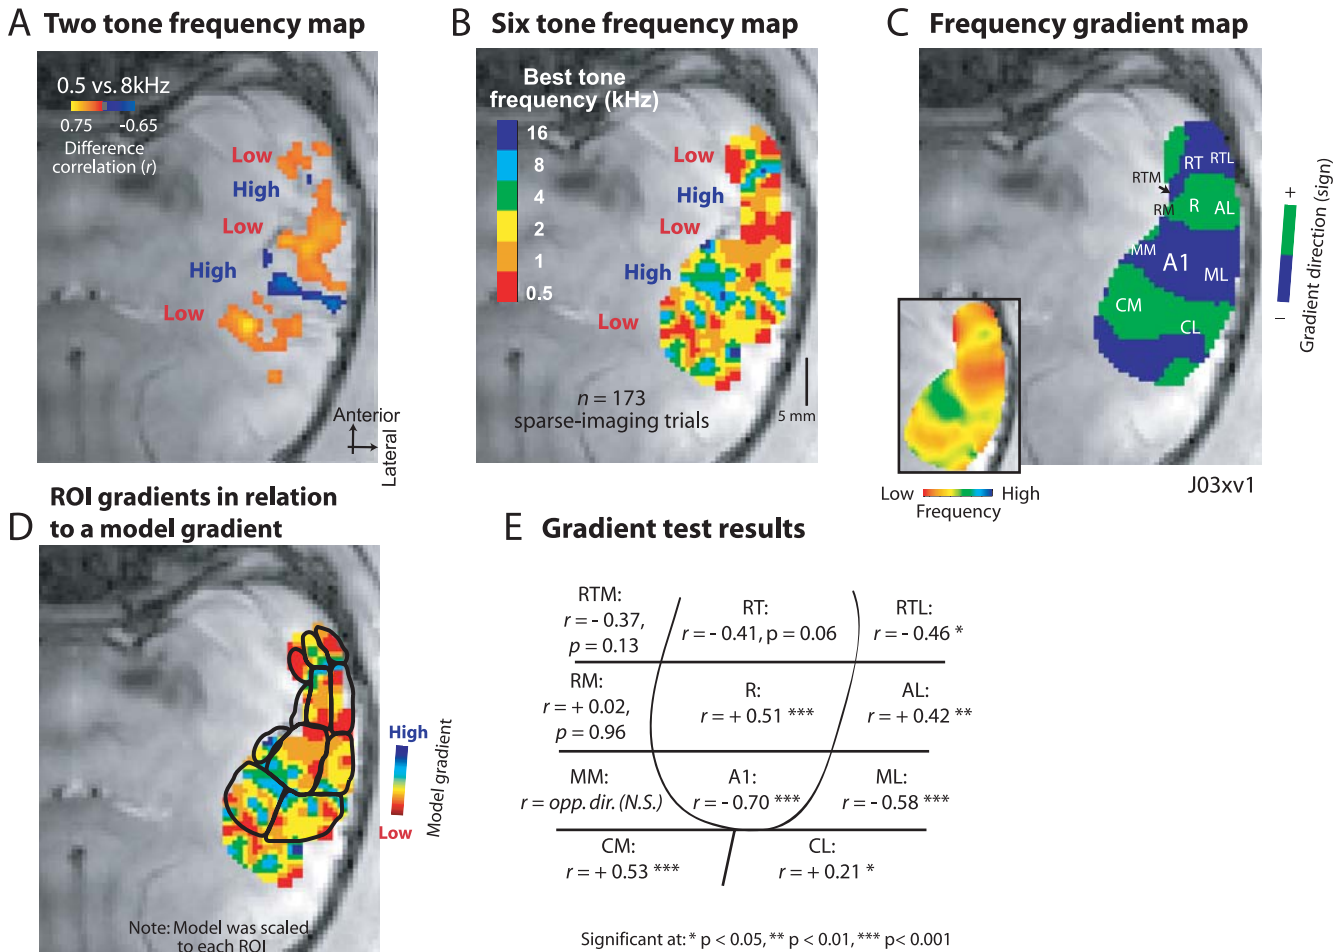 A Two tone frequency map
0.5 vs. 8kHz
0.75 -0.65
Difference
correlation (r)
Low
High
Low
High
Low
Anterior
Lateral
B Six tone frequency map
Best tone
frequency (kHz)
16
8
4
2
1
0.5
Low
High
Low
High
Low
n = 173
sparse-imaging trials
5 mm
C Frequency gradient map
RT RTL
RTM
RM R AL
MM A1 ML
CM CL
+
Gradient direction (sign)
–
Low High
Frequency
J03xv1
D ROI gradients in relation
to a model gradient
High
Model gradient
Low
Note: Model was scaled
to each ROI
E Gradient test results
RTM:
r = - 0.37,
p = 0.13
RT:
r = - 0.41, p = 0.06
RTL:
r = - 0.46 *
RM:
r = + 0.02,
p = 0.96
R:
r = + 0.51 ***
AL:
r = + 0.42 **
MM:
r = opp. dir. (N.S.)
A1:
r = - 0.70 ***
ML:
r = - 0.58 ***
CM:
r = + 0.53 ***
CL:
r = + 0.21 *
Significant at: * p < 0.05, ** p < 0.01, *** p< 0.001